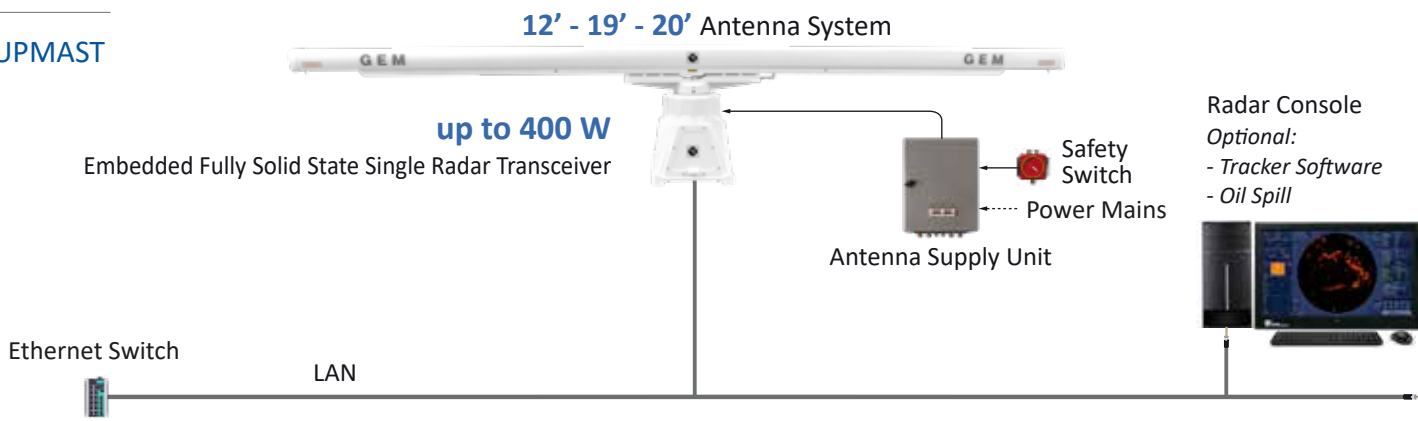 12’ - 19’ - 20’ Antenna System
UPMAST
GEM
GEM
up to 400 W
Embedded Fully Solid State Single Radar Transceiver
Safety
Switch
Power Mains
Antenna Supply Unit
Radar Console
Optional:
- Tracker Software
- Oil Spill
Ethernet Switch
LAN